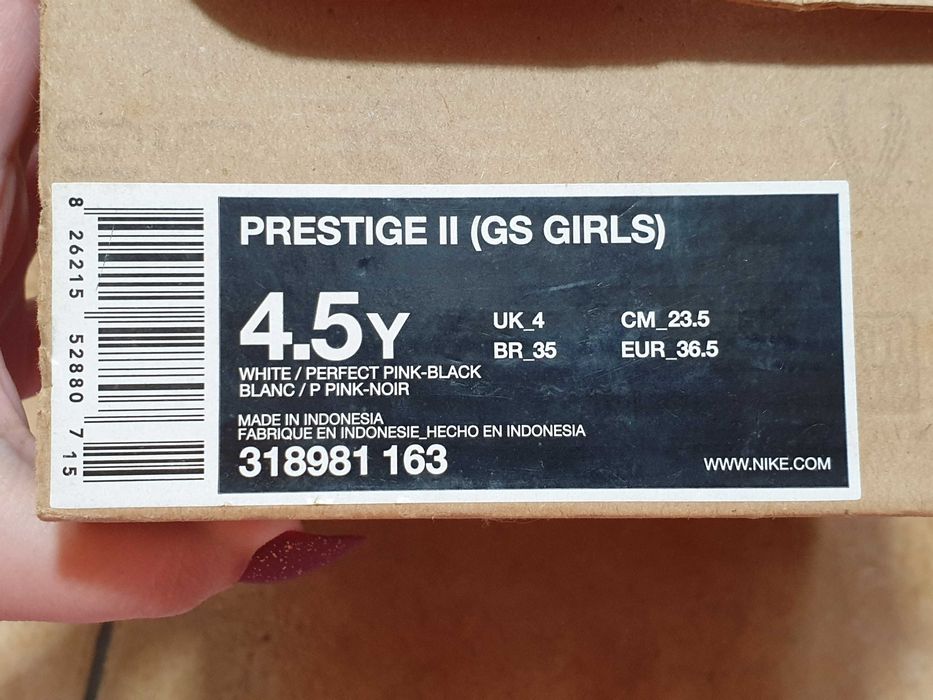 8 26215 52880 7 15
PRESTIGE II (GS GIRLS)
4.5Y
UK_4 CM_23.5
BR_35 EUR_36.5
WHITE / PERFECT PINK-BLACK
BLANC / P PINK-NOIR
MADE IN INDONESIA
FABRIQUE EN INDONESIE_HECHO EN INDONESIA
318981 163
WWW.NIKE.COM